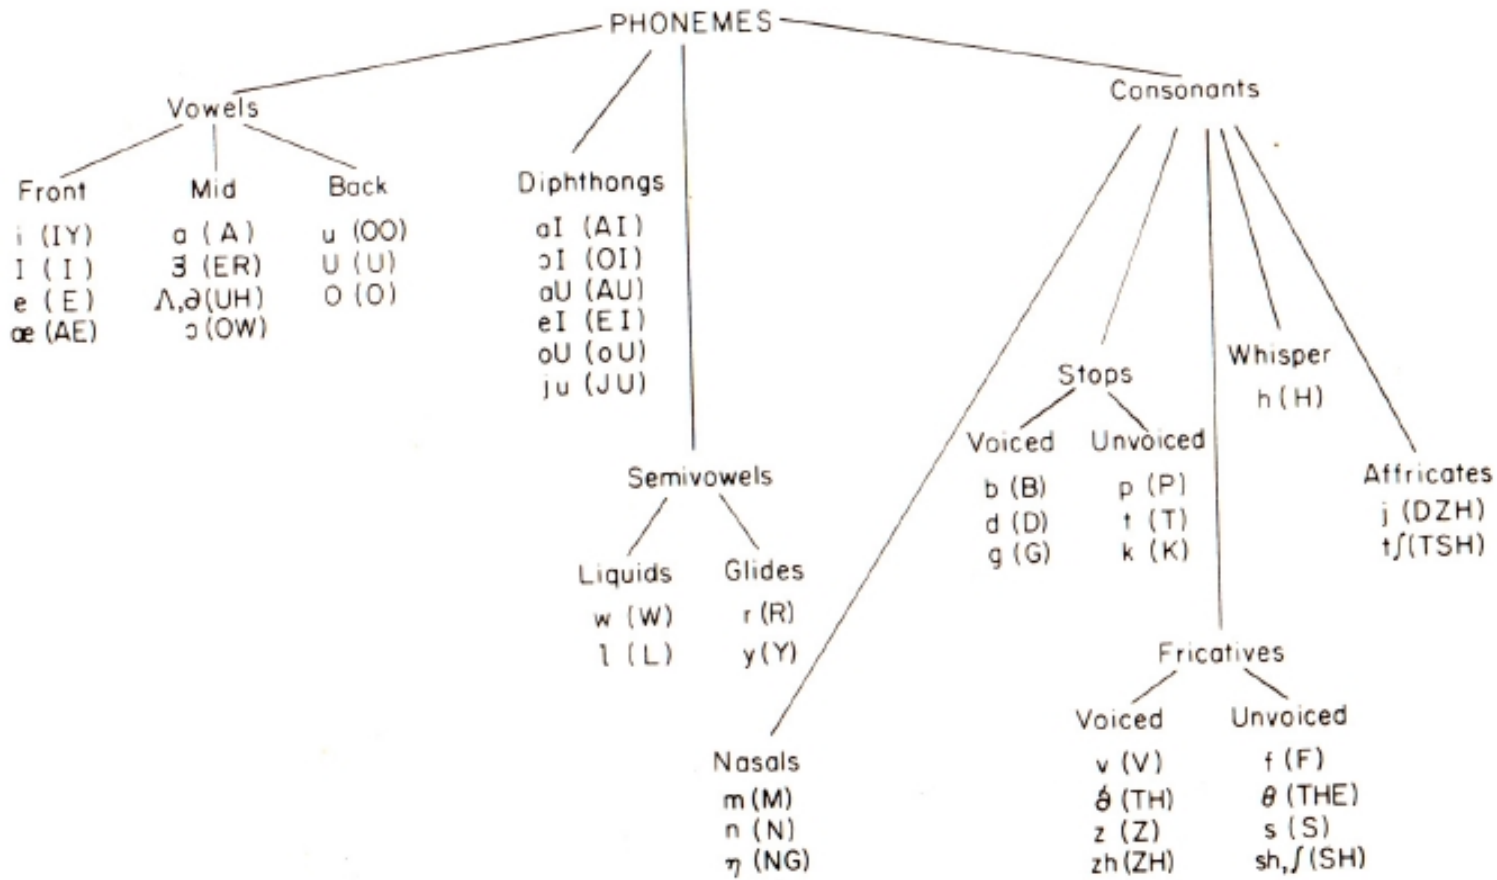 PHONEMES
Vowels
Front
i (IY)
I (I)
e (E)
æ (AE)
Mid
a (A)
ɜ (ER)
Λ,ə(UH)
ɔ(OW)
Back
u (OO)
U (U)
O (O)
Diphthongs
aI (AI)
ɔI (OI)
aU (AU)
eI (EI)
oU (oU)
ju (JU)
Semivowels
Liquids
w (W)
l (L)
Glides
r (R)
y (Y)
Consonants
Nasals
m (M)
n (N)
η (NG)
Stops
Voiced
b (B)
d (D)
g (G)
Unvoiced
p (P)
t (T)
k (K)
Fricatives
Voiced
v (V)
(TH)
z (Z)
zh (ZH)
Unvoiced
f (F)
θ (THE)
s (S)
sh,ʃ(SH)
Whisper
h (H)
Affricates
j (DZH)
tʃ(TSH)